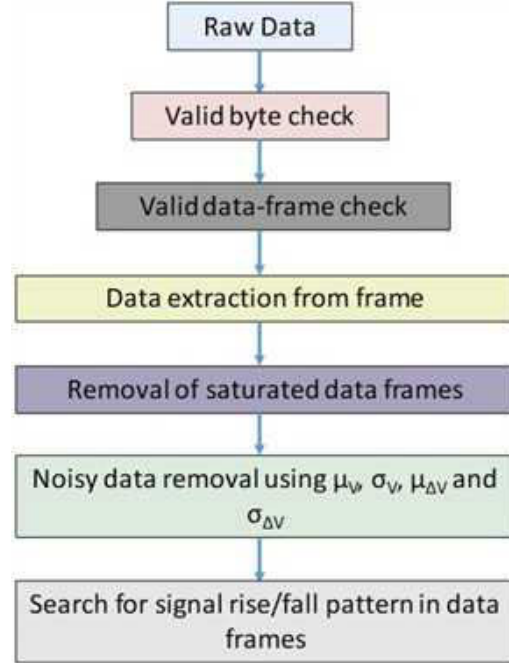 Raw Data
Valid byte check
Valid data-frame check
Data extraction from frame
Removal of saturated data frames
Noisy data removal using μV, σV, μΔV and
σΔV
Search for signal rise/fall pattern in data
frames